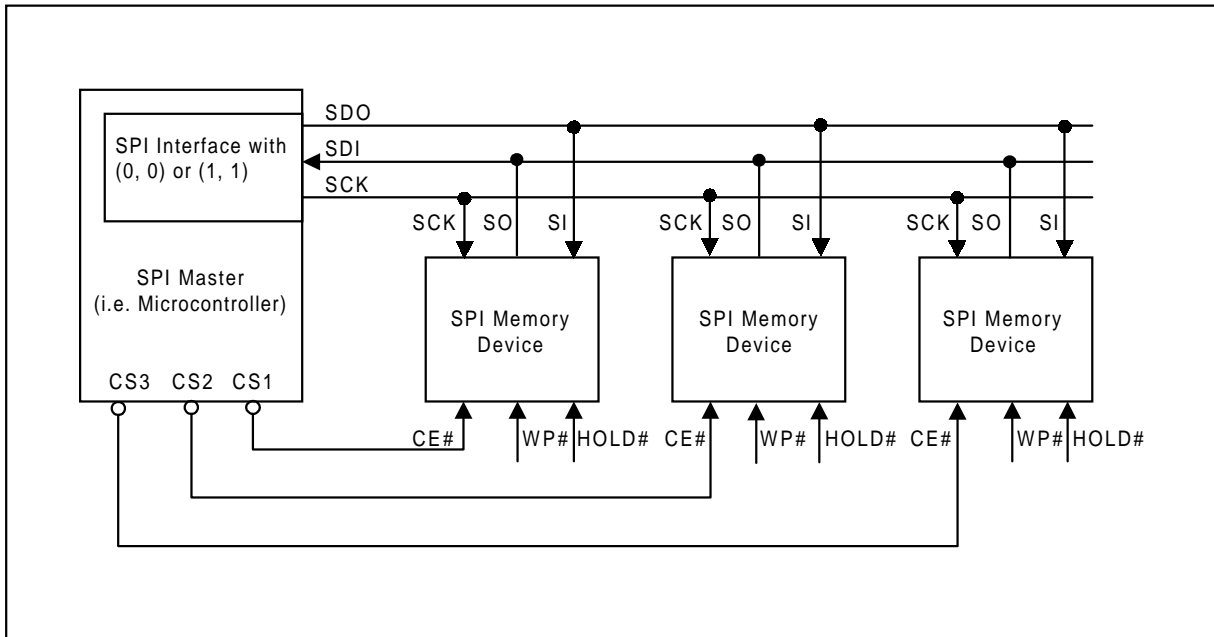 SDO
SPI Interface with
(0, 0) or (1, 1)
SDI
SCK
SCK SO SI
SCK SO SI
SCK SO SI
SPI Master
(i.e. Microcontroller)
SPI Memory
Device
SPI Memory
Device
SPI Memory
Device
CS3 CS2 CS1
CE# WP# HOLD#
CE# WP# HOLD#
CE# WP# HOLD#